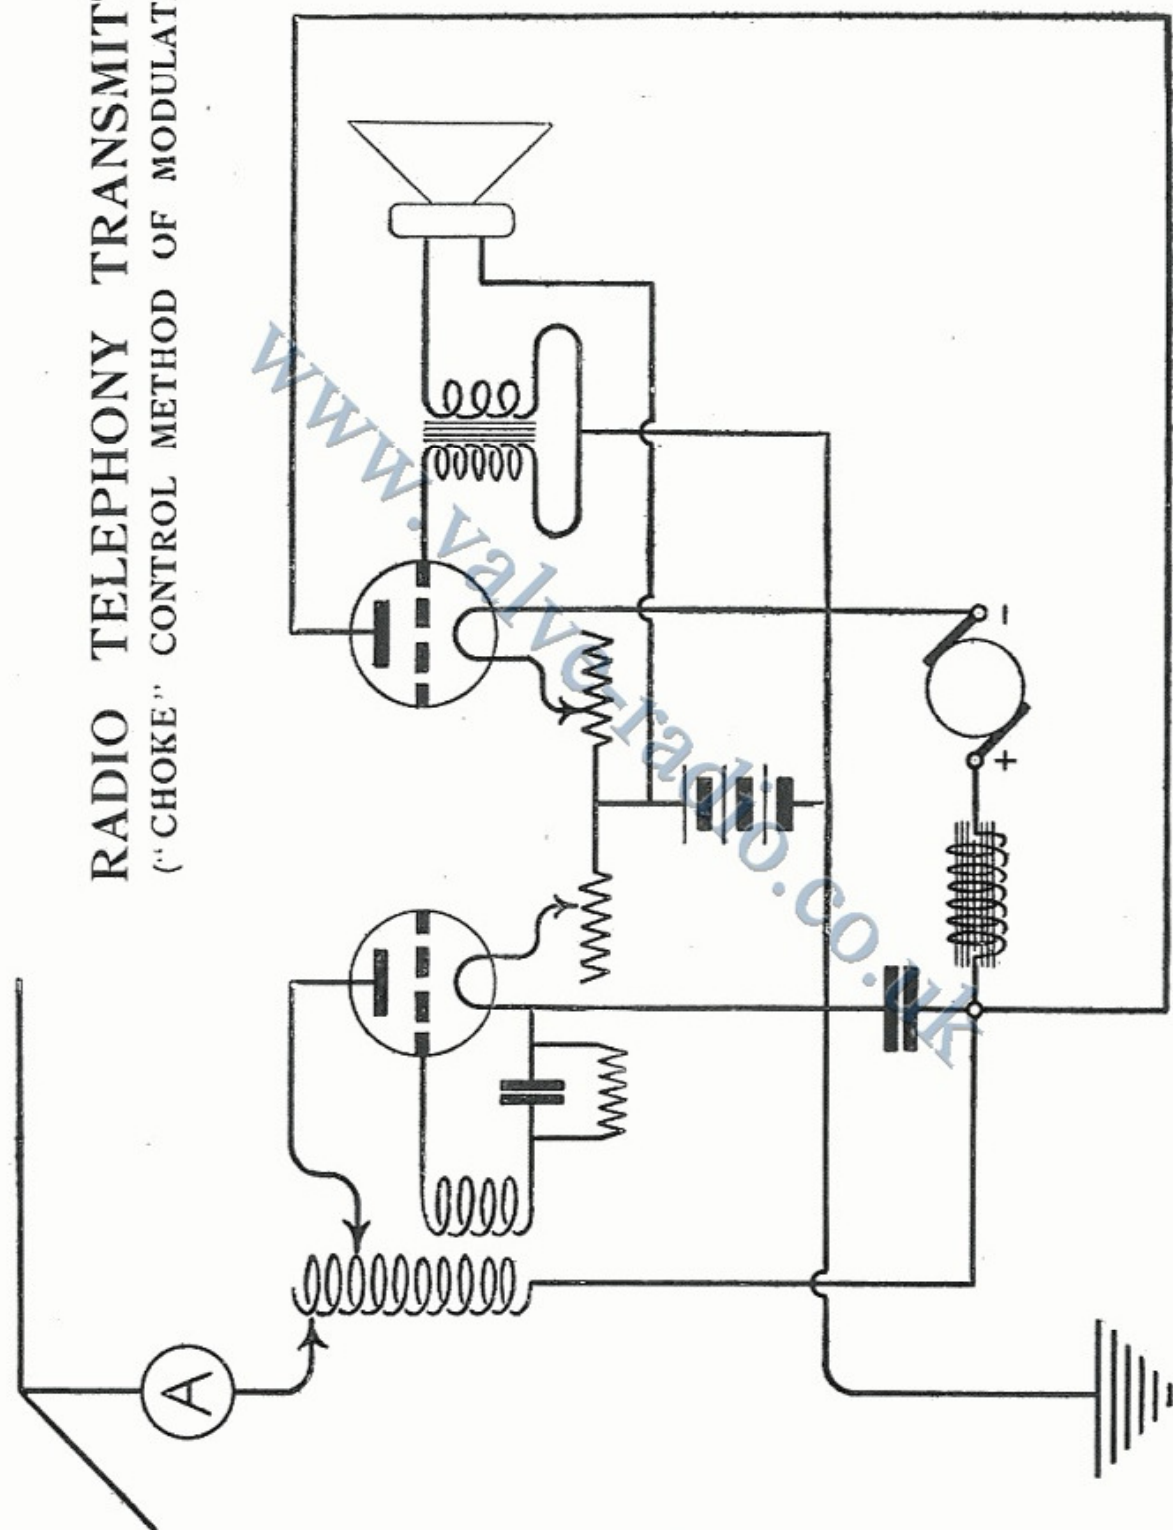 RADIO TELEPHONY TRANSMIT
("CHOKE" CONTROL METHOD OF MODULAT
A
www.valve-radio.co.uk
-
+